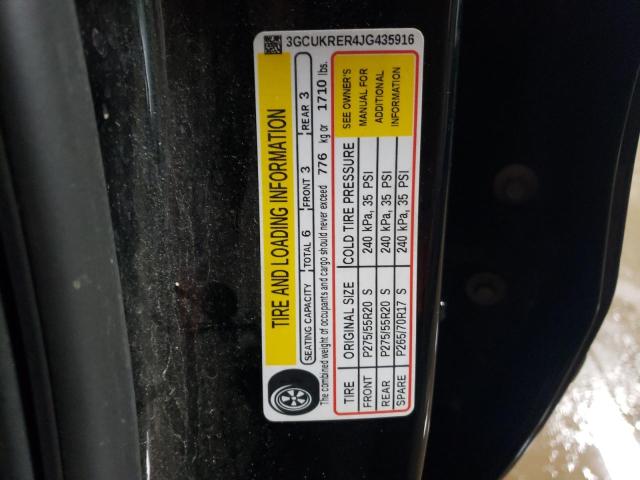 3GCUKRER4JG435916
TIRE AND LOADING INFORMATION
SEATING CAPACITY TOTAL 6 FRONT 3 REAR 3
The combined weight of occupants and cargo should never exceed 776 kg or 1710 lbs.
TIRE ORIGINAL SIZE COLD TIRE PRESSURE
FRONT P275/55R20 S 240 kPa, 35 PSI
REAR P275/55R20 S 240 kPa, 35 PSI
SPARE P265/70R17 S 240 kPa, 35 PSI
SEE OWNER'S
MANUAL FOR
ADDITIONAL
INFORMATION